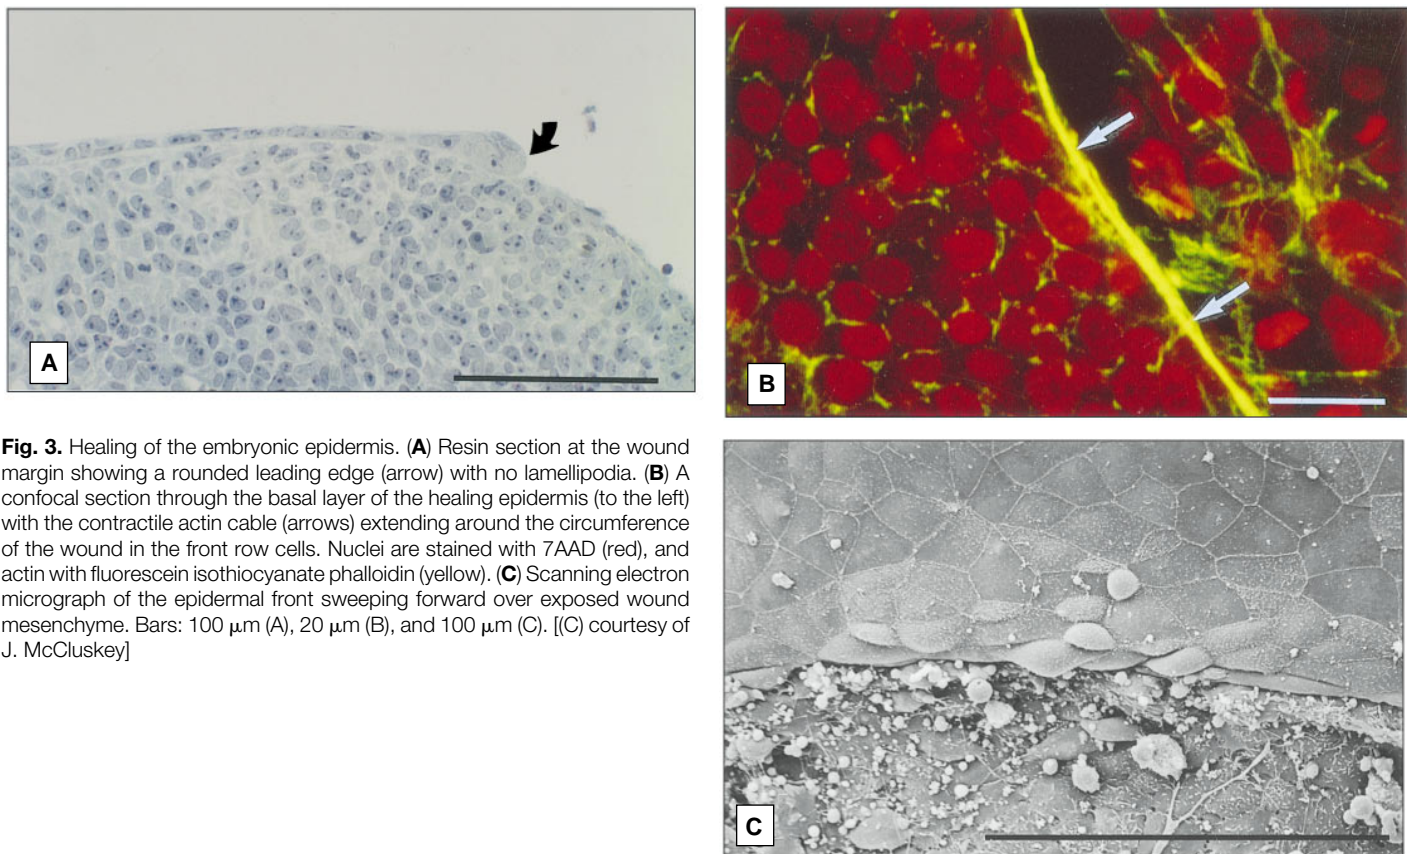 A
B
Fig. 3. Healing of the embryonic epidermis. (A) Resin section at the wound
margin showing a rounded leading edge (arrow) with no lamellipodia. (B) A
confocal section through the basal layer of the healing epidermis (to the left)
with the contractile actin cable (arrows) extending around the circumference
of the wound in the front row cells. Nuclei are stained with 7AAD (red), and
actin with fluorescein isothiocyanate phalloidin (yellow). (C) Scanning electron
micrograph of the epidermal front sweeping forward over exposed wound
mesenchyme. Bars: 100 μm (A), 20 μm (B), and 100 μm (C). [(C) courtesy of
J. McCluskey]
C